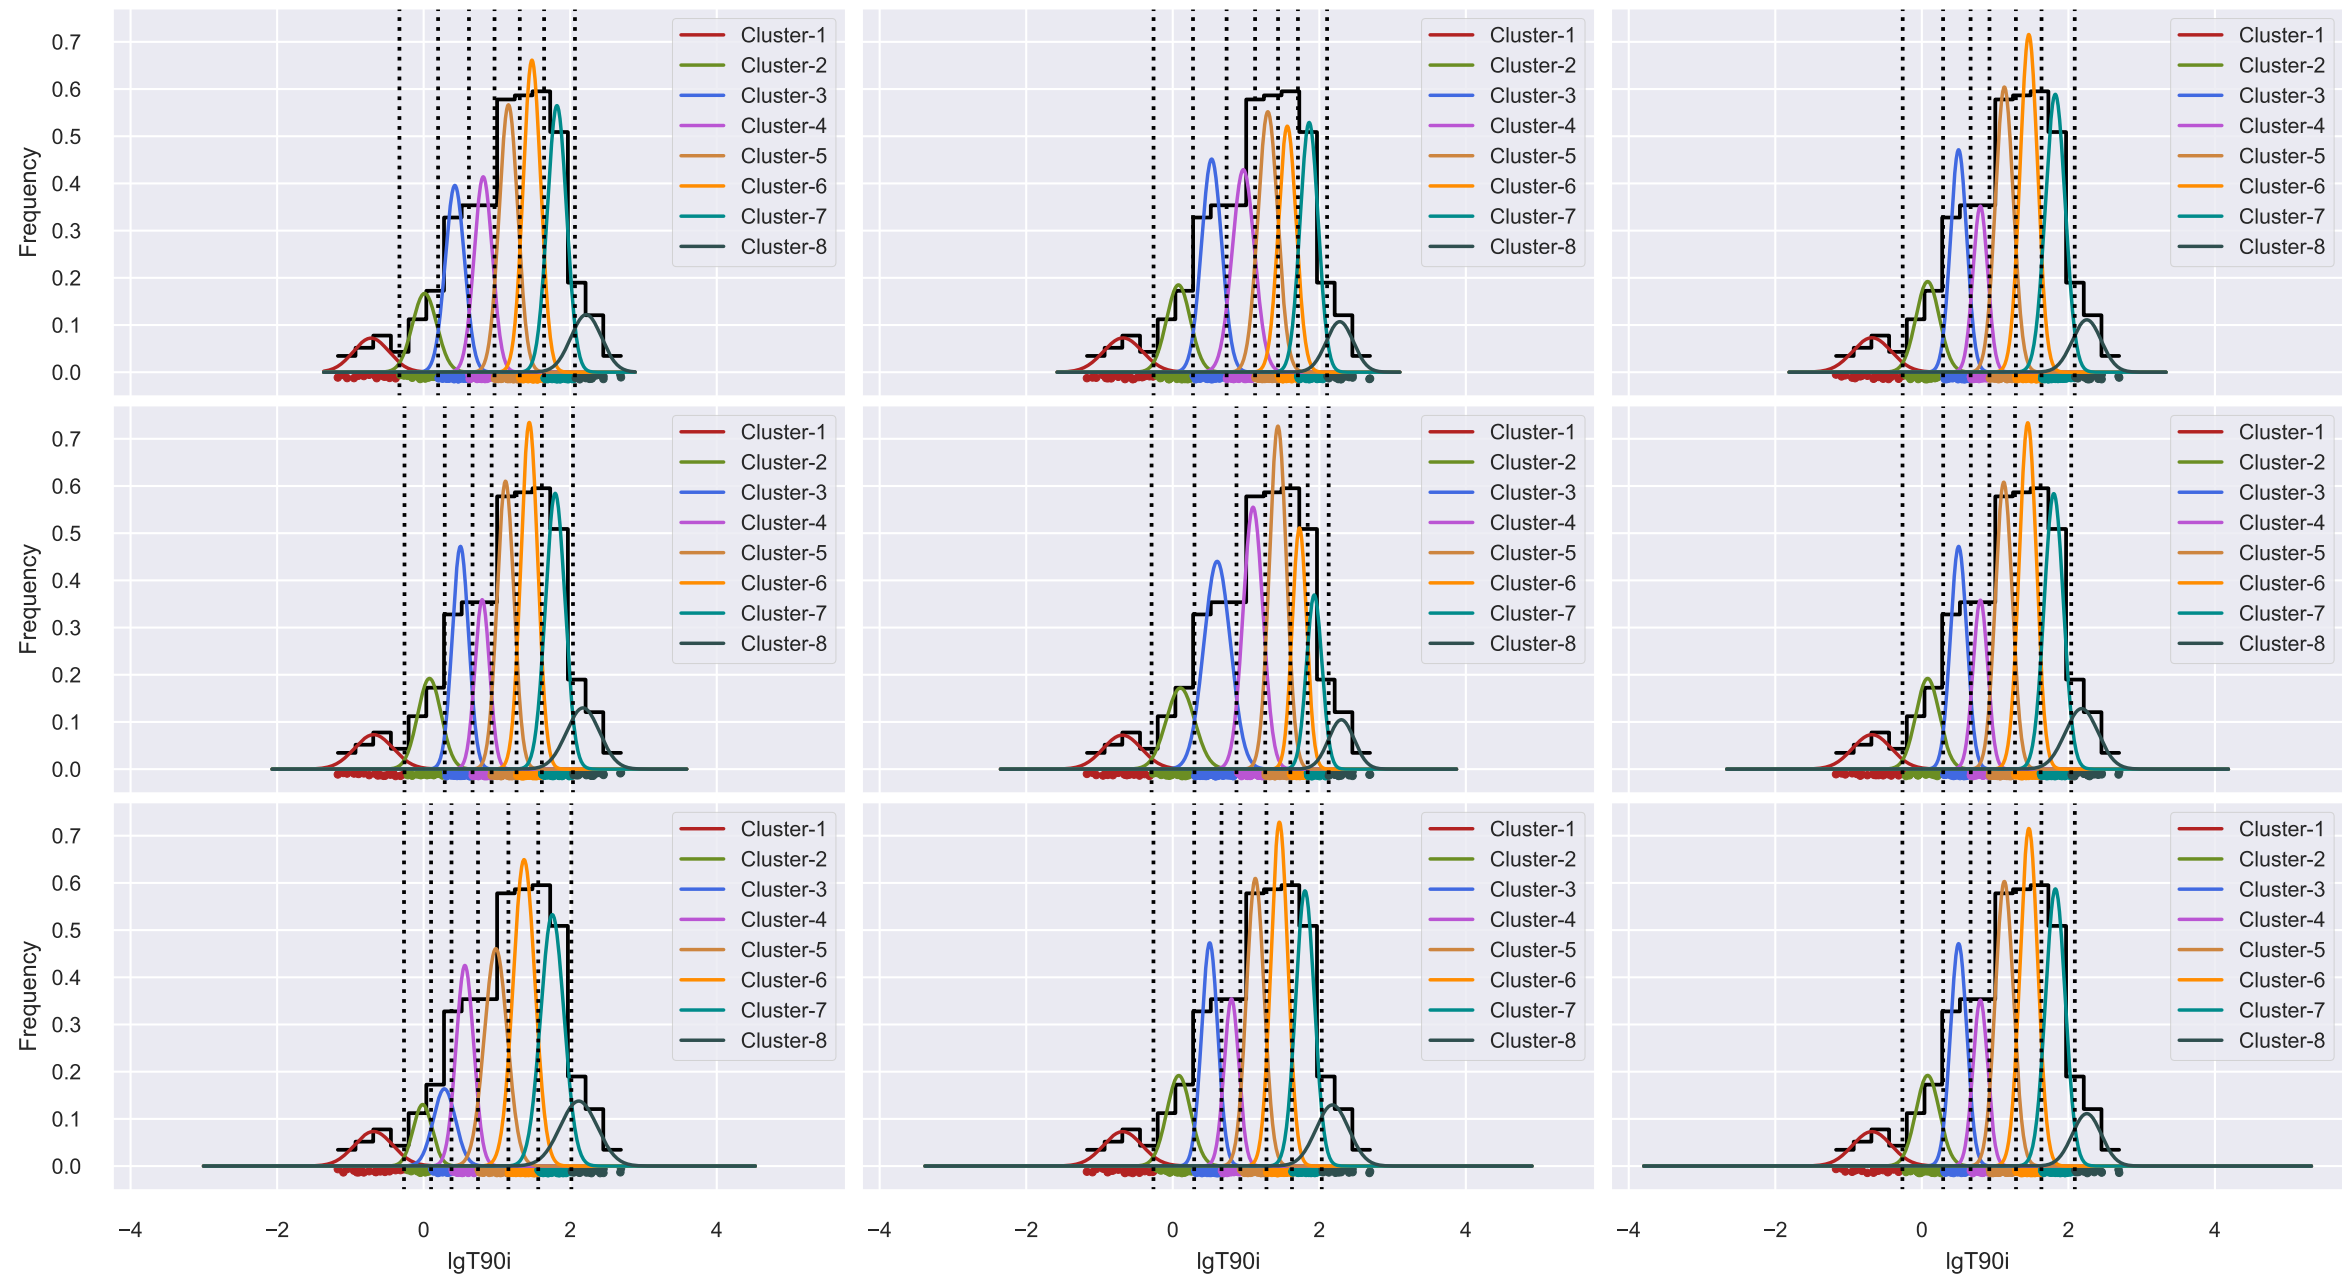 0.7
0.6
0.5
0.4
0.3
0.2
0.1
0.0
Frequency
Cluster-1
Cluster-2
Cluster-3
Cluster-4
Cluster-5
Cluster-6
Cluster-7
Cluster-8
Cluster-1
Cluster-2
Cluster-3
Cluster-4
Cluster-5
Cluster-6
Cluster-7
Cluster-8
Cluster-1
Cluster-2
Cluster-3
Cluster-4
Cluster-5
Cluster-6
Cluster-7
Cluster-8
0.7
0.6
0.5
0.4
0.3
0.2
0.1
0.0
Frequency
Cluster-1
Cluster-2
Cluster-3
Cluster-4
Cluster-5
Cluster-6
Cluster-7
Cluster-8
Cluster-1
Cluster-2
Cluster-3
Cluster-4
Cluster-5
Cluster-6
Cluster-7
Cluster-8
Cluster-1
Cluster-2
Cluster-3
Cluster-4
Cluster-5
Cluster-6
Cluster-7
Cluster-8
0.7
0.6
0.5
0.4
0.3
0.2
0.1
0.0
Frequency
Cluster-1
Cluster-2
Cluster-3
Cluster-4
Cluster-5
Cluster-6
Cluster-7
Cluster-8
Cluster-1
Cluster-2
Cluster-3
Cluster-4
Cluster-5
Cluster-6
Cluster-7
Cluster-8
Cluster-1
Cluster-2
Cluster-3
Cluster-4
Cluster-5
Cluster-6
Cluster-7
Cluster-8
−4 −2 0 2 4
lgT90i
−4 −2 0 2 4
lgT90i
−4 −2 0 2 4
lgT90i